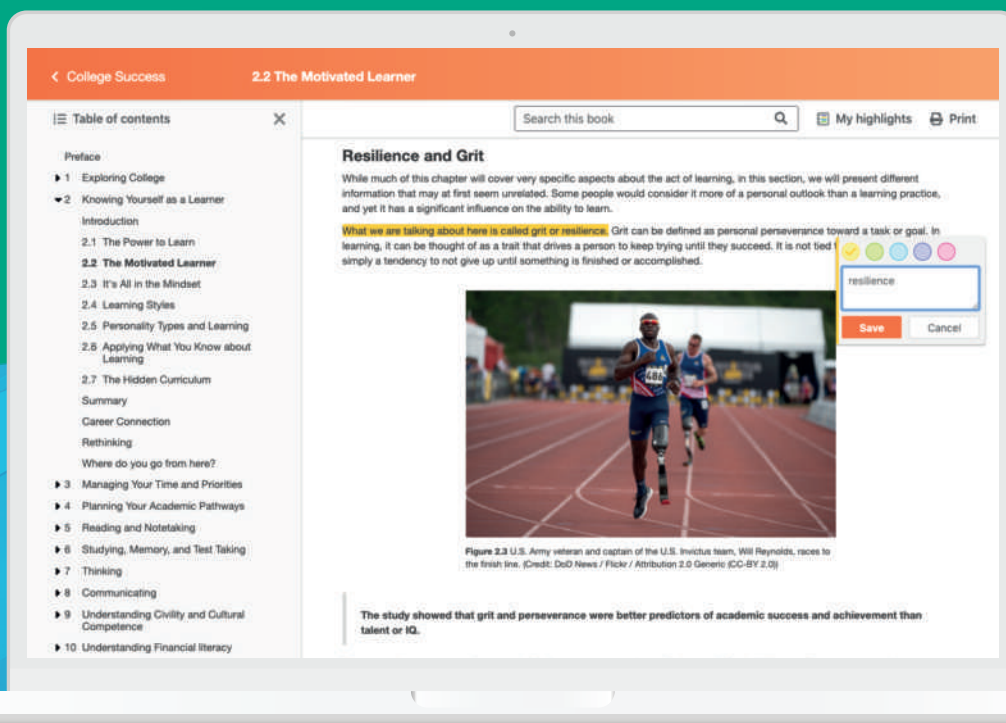 College Success
2.2 The Motivated Learner
Table of contents
Search this book
My highlights
Print
Preface
1 Exploring College
2 Knowing Yourself as a Learner
Introduction
2.1 The Power to Learn
2.2 The Motivated Learner
2.3 It's All in the Mindset
2.4 Learning Styles
2.5 Personality Types and Learning
2.6 Applying What You Know about
Learning
2.7 The Hidden Curriculum
Summary
Career Connection
Rethinking
Where do you go from here?
3 Managing Your Time and Priorities
4 Planning Your Academic Pathways
5 Reading and Notetaking
6 Studying, Memory, and Test Taking
7 Thinking
8 Communicating
9 Understanding Civility and Cultural
Competence
10 Understanding Financial literacy
Resilience and Grit
While much of this chapter will cover very specific aspects about the act of learning, in this section, we will present different
information that may at first seem unrelated. Some people would consider it more of a personal outlook than a learning practice,
and yet it has a significant influence on the ability to learn.
What we are talking about here is called grit or resilience. Grit can be defined as personal perseverance toward a task or goal. In
learning, it can be thought of as a trait that drives a person to keep trying until they succeed. It is not tied
simply a tendency to not give up until something is finished or accomplished.
resilience
Save
Cancel
486
Figure 2.3 U.S. Army veteran and captain of the U.S. Invictus team, Will Reynolds, races to
the finish line. (Credit: DoD News / Flickr / Attribution 2.0 Generic (CC-BY 2.0))
The study showed that grit and perseverance were better predictors of academic success and achievement than
talent or IQ.